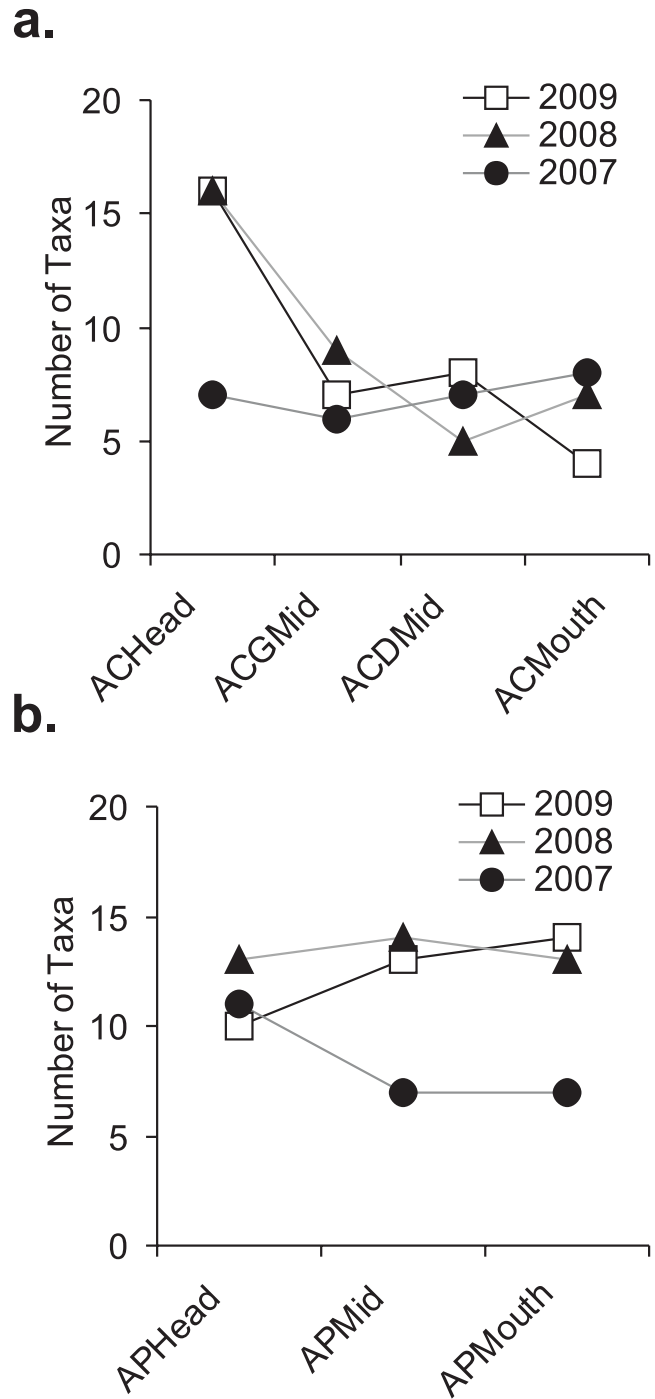 a.
20
15
10
5
0
Number of Taxa
2009
2008
2007
ACHead
ACGMid
ACDMid
ACMouth
b.
20
15
10
5
0
Number of Taxa
2009
2008
2007
APHead
APMid
APMouth